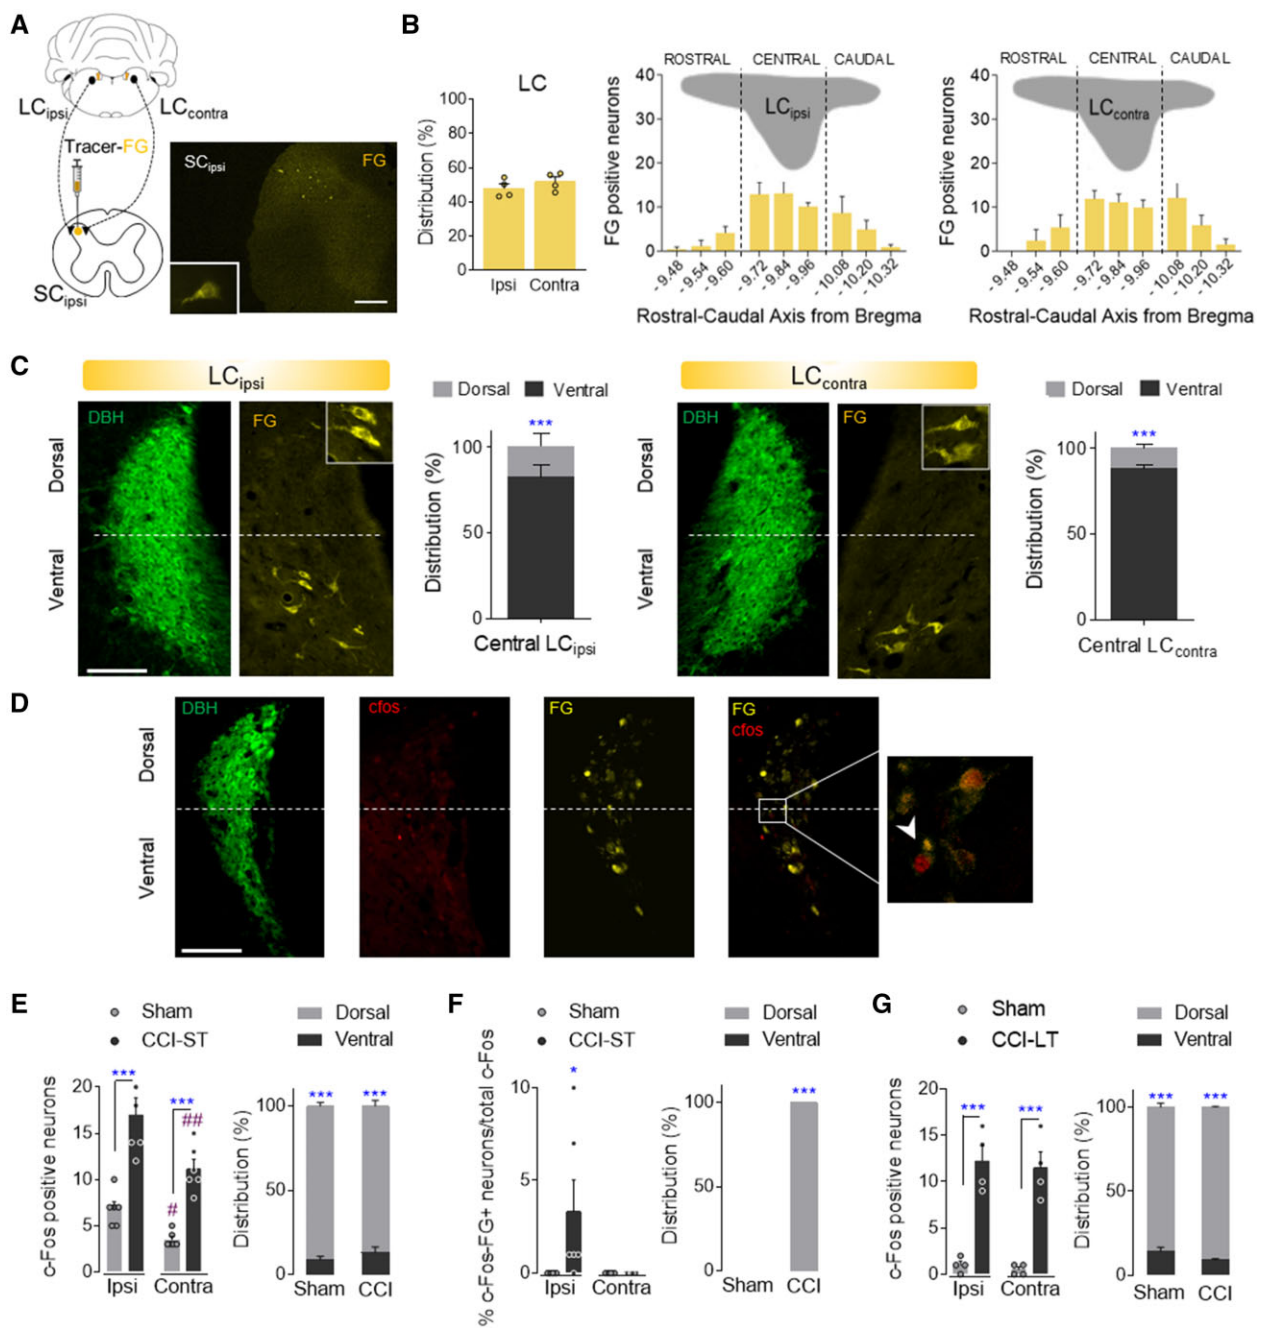 A
LCipsi
LCcontra
Tracer-FG
SCipsi
SCipsi
FG
B
LC
Distribution (%)
100
80
60
40
20
0
Ipsi
Contra
ROSTRAL
CENTRAL
CAUDAL
FG positive neurons
40
30
20
10
0
LCipsi
- 9.48
- 9.54
- 9.60
- 9.72
- 9.84
- 9.96
- 10.08
- 10.20
- 10.32
Rostral-Caudal Axis from Bregma
ROSTRAL
CENTRAL
CAUDAL
FG positive neurons
40
30
20
10
0
LCcontra
- 9.48
- 9.54
- 9.60
- 9.72
- 9.84
- 9.96
- 10.08
- 10.20
- 10.32
Rostral-Caudal Axis from Bregma
C
LCipsi
Dorsal
Ventral
DBH
FG
Dorsal
Ventral
***
Distribution (%)
100
50
0
Central LCipsi
LCcontra
Dorsal
Ventral
DBH
FG
Dorsal
Ventral
***
Distribution (%)
100
50
0
Central LCcontra
D
Dorsal
Ventral
DBH
cfos
FG
FG
cfos
E
Sham
CCI-ST
c-Fos positive neurons
20
15
10
5
0
***
***
#
##
Ipsi
Contra
Dorsal
Ventral
Distribution (%)
100
50
0
***
***
Sham
CCI
F
Sham
CCI-ST
% c-Fos-FG+ neurons/total c-Fos
10
5
0
*
Ipsi
Contra
Dorsal
Ventral
Distribution (%)
100
50
0
***
Sham
CCI
G
Sham
CCI-LT
c-Fos positive neurons
20
15
10
5
0
***
***
Ipsi
Contra
Dorsal
Ventral
Distribution (%)
100
50
0
***
***
Sham
CCI